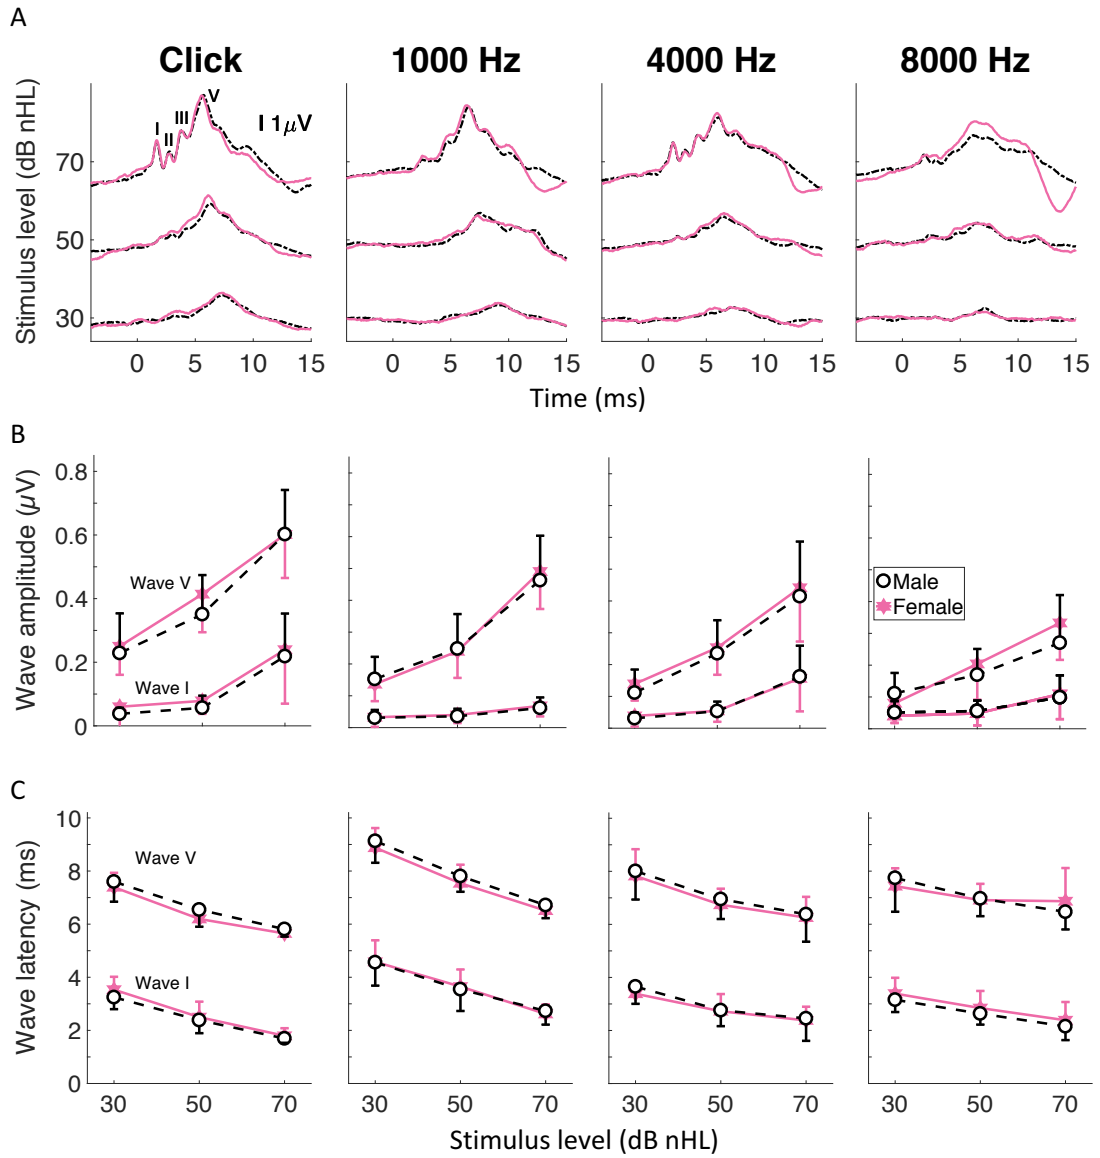 A
Click
1000 Hz
4000 Hz
8000 Hz
Stimulus level (dB nHL)
70
50
30
I
II
III
V
I 1μV
0 5 10 15
0 5 10 15
0 5 10 15
0 5 10 15
Time (ms)
B
Wave amplitude (μV)
0.8
0.6
0.4
0.2
0
Wave V
Wave I
Male
Female
C
Wave latency (ms)
10
8
6
4
2
0
Wave V
Wave I
30 50 70
30 50 70
30 50 70
30 50 70
Stimulus level (dB nHL)